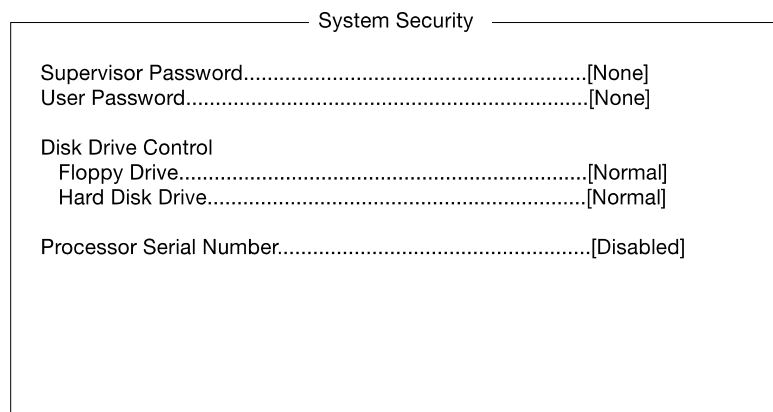 System Security
Supervisor Password.........................................................[None]
User Password...................................................................[None]
Disk Drive Control
Floppy Drive....................................................................[Normal]
Hard Disk Drive...............................................................[Normal]
Processor Serial Number....................................................[Disabled]